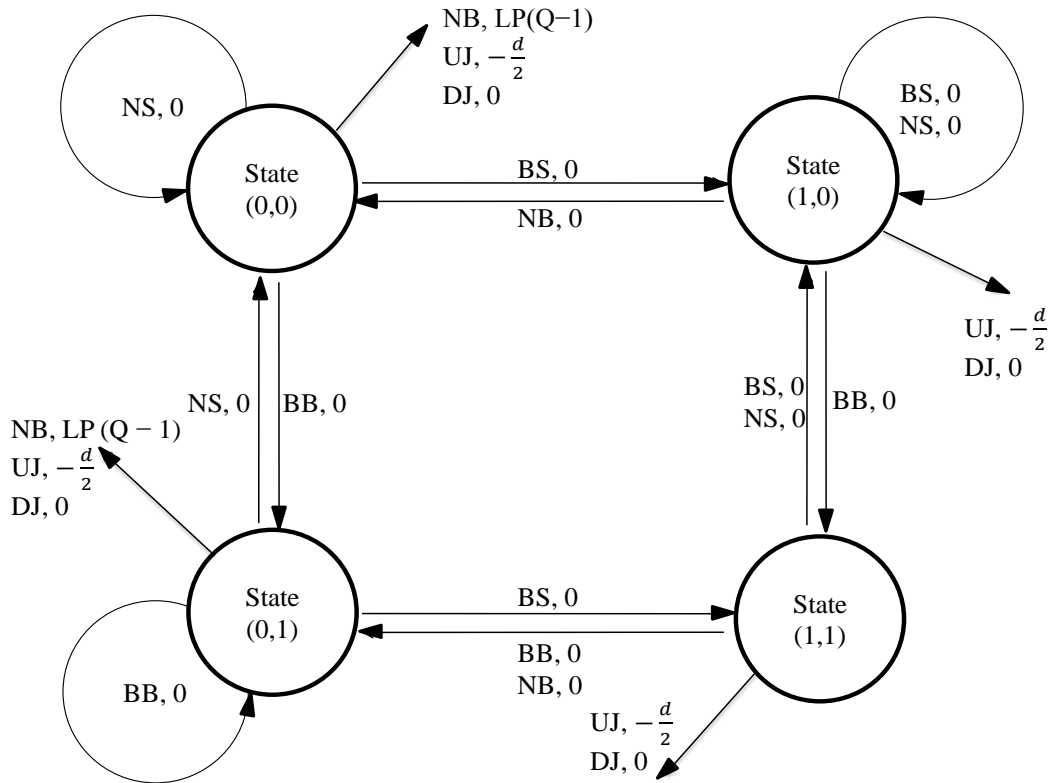 NB, LP(Q−1)
UJ, −d/2
DJ, 0
NS, 0
BS, 0
NS, 0
State
(0,0)
State
(1,0)
BS, 0
NB, 0
UJ, −d/2
DJ, 0
NS, 0
BB, 0
BS, 0
NS, 0
BB, 0
NB, LP (Q − 1)
UJ, −d/2
DJ, 0
State
(0,1)
State
(1,1)
BS, 0
BB, 0
NB, 0
BB, 0
UJ, −d/2
DJ, 0